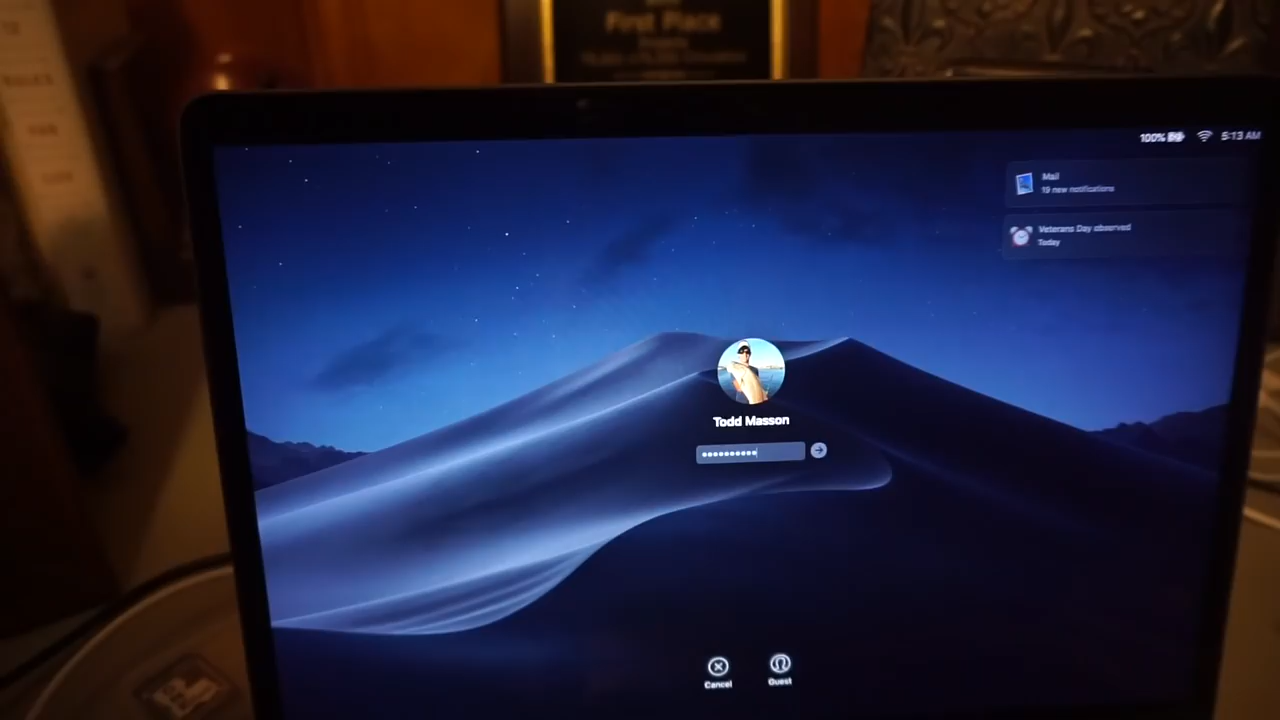 First Place
100%
5:13 AM
Mail
19 new notifications
Veterans Day observed
Today
Todd Masson
Cancel
Guest